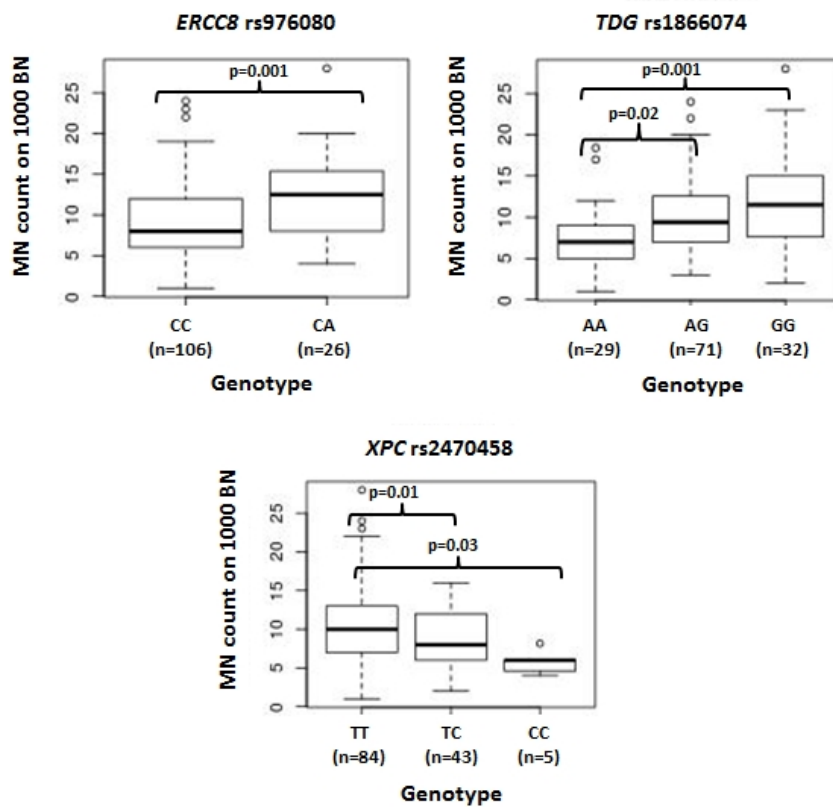 ERCC8 rs976080
MN count on 1000 BN
0 5 10 15 20 25
p=0.001
CC CA
(n=106) (n=26)
Genotype
TDG rs1866074
MN count on 1000 BN
0 5 10 15 20 25
p=0.001
p=0.02
AA AG GG
(n=29) (n=71) (n=32)
Genotype
XPC rs2470458
MN count on 1000 BN
0 5 10 15 20 25
p=0.01
p=0.03
TT TC CC
(n=84) (n=43) (n=5)
Genotype